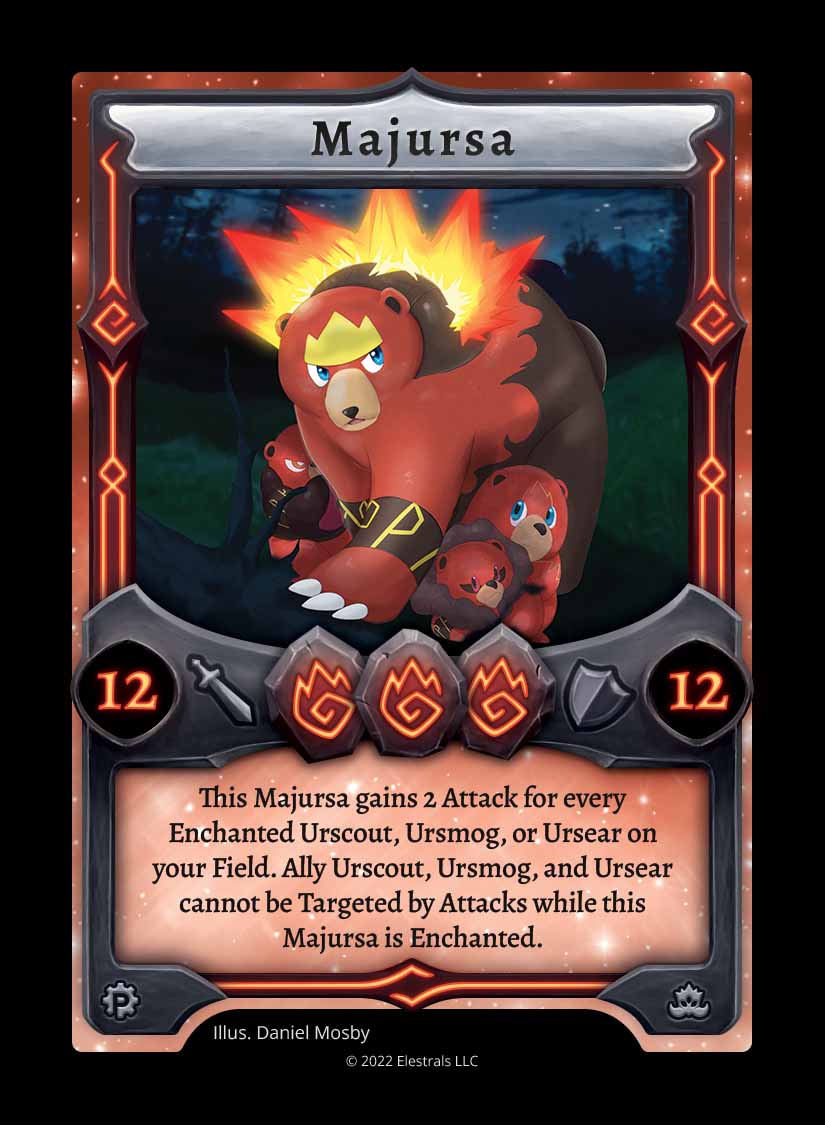 Majursa
12
12
This Majursa gains 2 Attack for every
Enchanted Urscout, Ursmog, or Ursear on
your Field. Ally Urscout, Ursmog, and Ursear
cannot be Targeted by Attacks while this
Majursa is Enchanted.
P
Illus. Daniel Mosby
© 2022 Elestrals LLC